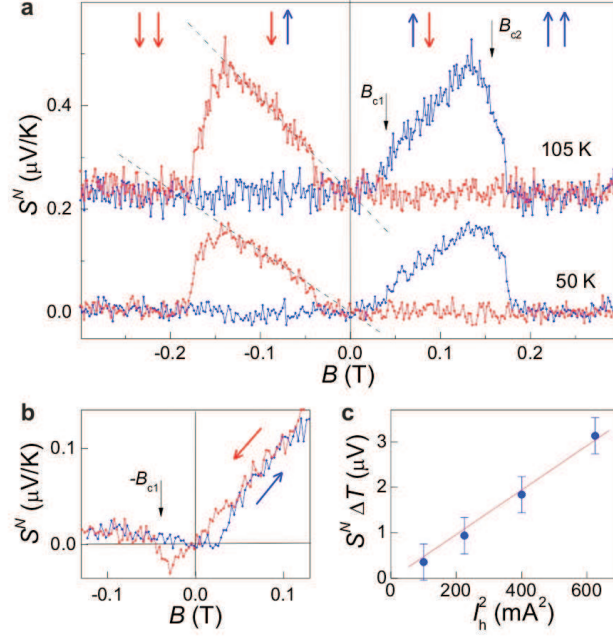 a
B_c2
B_c1
0.4
105 K
S^N (μV/K)
0.2
50 K
0.0
-0.2 -0.1 0.0 0.1 0.2
B (T)
b
c
0.1
-B_c1
S^N (μV/K)
0.0
-0.1 0.0 0.1
B (T)
3
2
1
0
S^N ΔT (μV)
0 200 400 600
I_h^2 (mA^2)